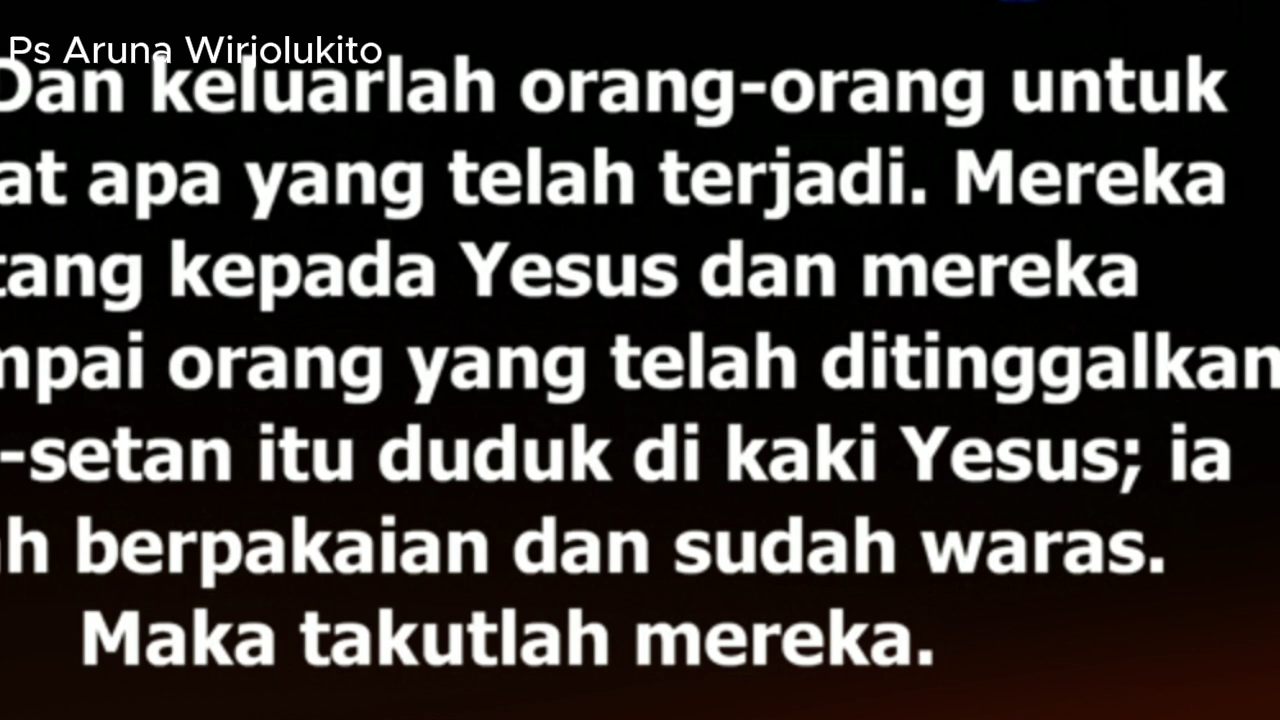 Ps Aruna Wirjolukito
Dan keluarlah orang-orang untuk
at apa yang telah terjadi. Mereka
tang kepada Yesus dan mereka
mpai orang yang telah ditinggalkan
-setan itu duduk di kaki Yesus; ia
h berpakaian dan sudah waras.
Maka takutlah mereka.